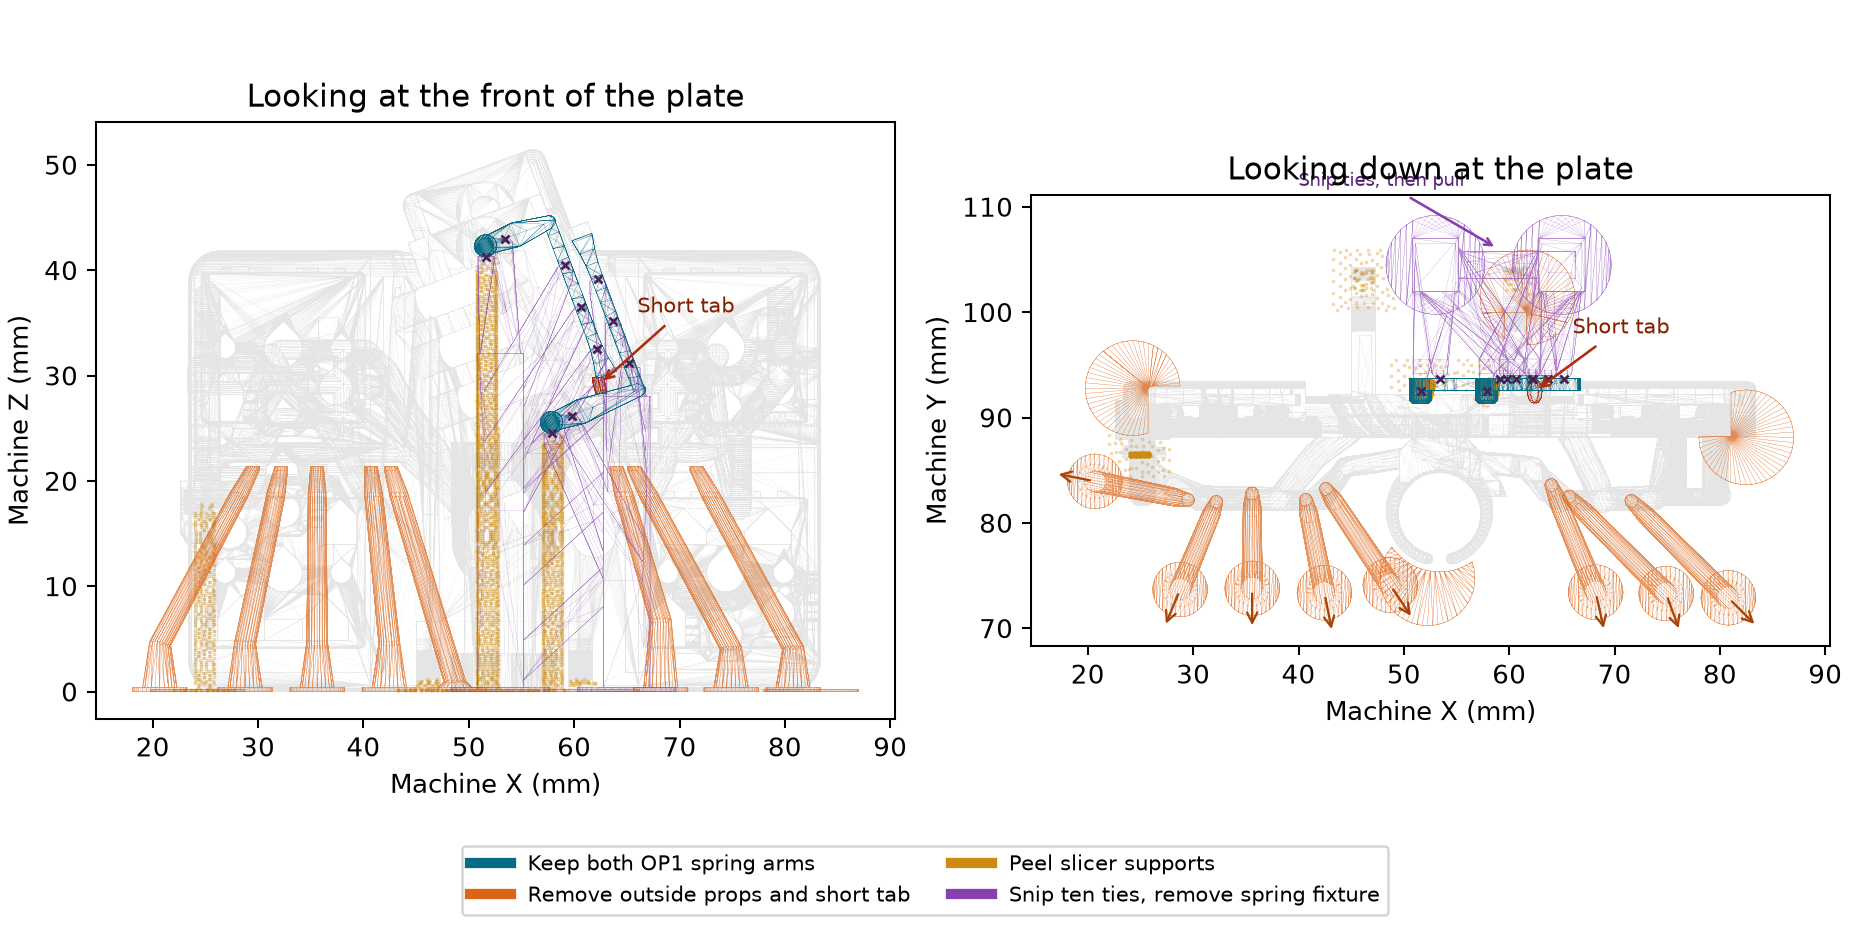 Looking at the front of the plate
Machine Z (mm)
50
40
30
20
10
0
Short tab
20 30 40 50 60 70 80 90
Machine X (mm)
Looking down at the plate
Snip ties, then pull
Machine Y (mm)
110
100
90
80
70
Short tab
20 30 40 50 60 70 80 90
Machine X (mm)
Keep both OP1 spring arms
Remove outside props and short tab
Peel slicer supports
Snip ten ties, remove spring fixture